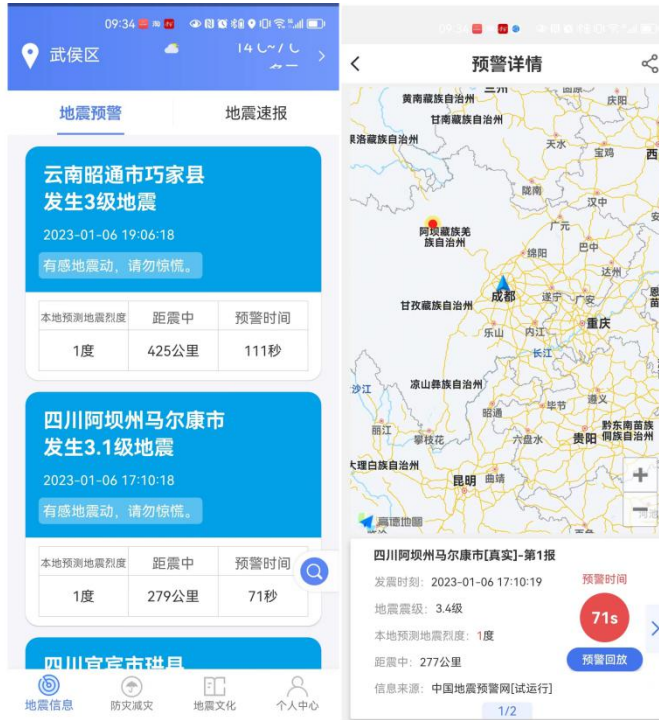 09:34
武侯区
地震预警
地震速报
云南昭通市巧家县
发生3级地震
2023-01-06 19:06:18
有感地震动，请勿惊慌。
本地预测地震烈度 距震中 预警时间
1度 425公里 111秒
四川阿坝州马尔康市
发生3.1级地震
2023-01-06 17:10:18
有感地震动，请勿惊慌。
本地预测地震烈度 距震中 预警时间
1度 279公里 71秒
四川宜宾市珙县
地震信息 防灾减灾 地震文化 个人中心
09:34
预警详情
黄南藏族自治州
庆阳
甘南藏族自治州
果洛藏族自治州
天水
宝鸡
西
陇南
汉中
安
阿坝藏族羌
族自治州
广元
绵阳
巴中
达州
成都
遂宁
广安
恩
苗
甘孜藏族自治州
重庆
乐山
内江
长江
沙江
凉山彝族自治州
昭通
毕节
遵义
丽江
攀枝花
六盘水
贵阳
黔东南苗族
侗族自治州
大理白族自治州
昆明
曲靖
高德地图
四川阿坝州马尔康市[真实]-第1报
发震时刻：2023-01-06 17:10:19
预警时间
地震震级：3.4级
71s
本地预测地震烈度：1度
距震中：277公里
预警回放
信息来源：中国地震预警网[试运行]
1/2